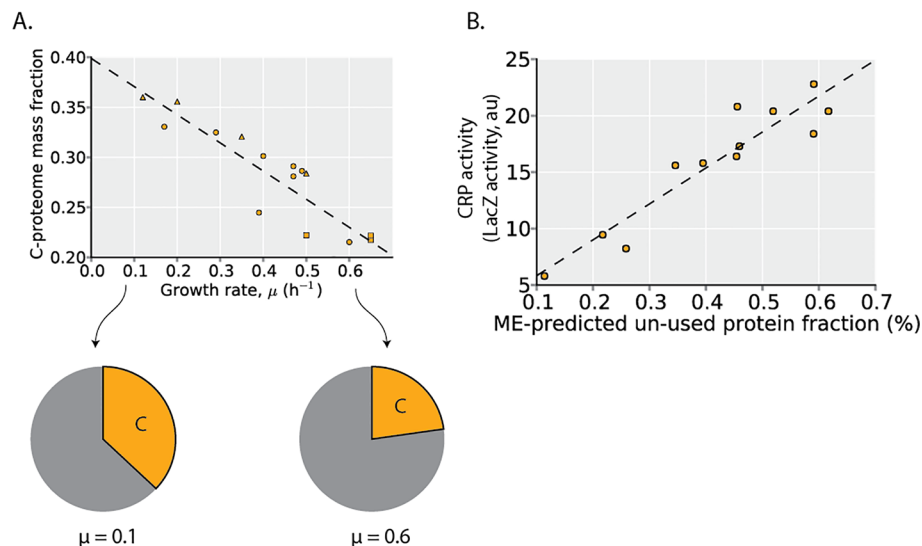 A.
C-proteome mass fraction
0.40
0.35
0.30
0.25
0.20
0.0 0.1 0.2 0.3 0.4 0.5 0.6
Growth rate, μ (h⁻¹)
C
μ = 0.1
C
μ = 0.6
B.
CRP activity
(LacZ activity, au)
25
20
15
10
5
0.1 0.2 0.3 0.4 0.5 0.6 0.7
ME-predicted un-used protein fraction (%)